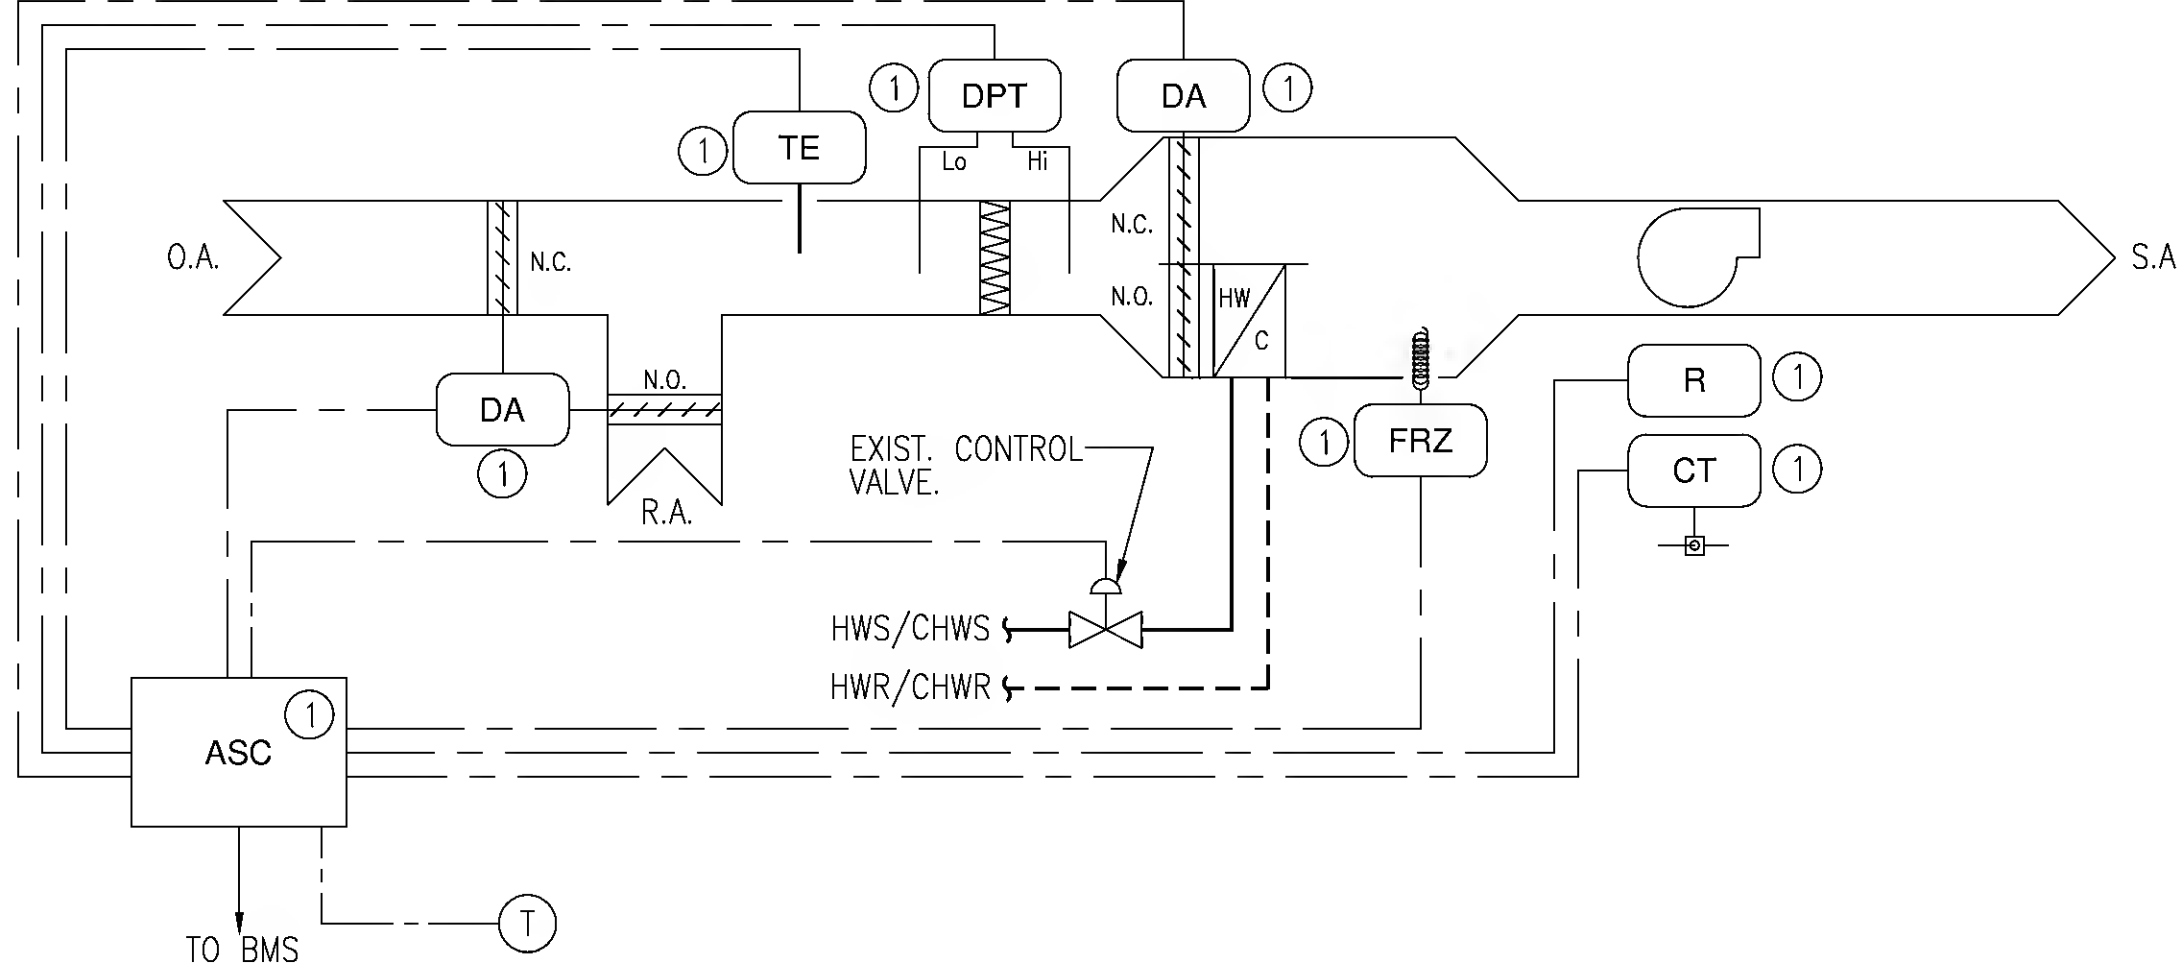 1
DPT
DA
1
1
TE
Lo
Hi
N.C.
O.A.
N.C.
S.A
N.O.
HW
C
N.O.
R
1
DA
1
EXIST. CONTROL
VALVE.
1
FRZ
CT
1
R.A.
HWS/CHWS
HWR/CHWR
1
ASC
T
TO BMS